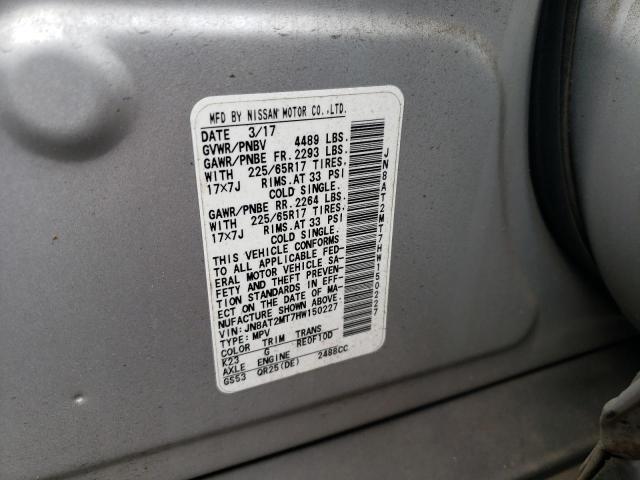 MFD BY NISSAN MOTOR CO.,LTD.
DATE 3/17
GVWR/PNBV 4489 LBS.
GAWR/PNBE FR. 2293 LBS.
WITH 225/65R17 TIRES.
17×7J RIMS.AT 33 PSI
COLD SINGLE.
GAWR/PNBE RR. 2264 LBS.
WITH 225/65R17 TIRES.
17×7J RIMS.AT 33 PSI
COLD SINGLE.
THIS VEHICLE CONFORMS
TO ALL APPLICABLE FED-
ERAL MOTOR VEHICLE SA-
FETY AND THEFT PREVEN-
TION STANDARDS IN EFF-
ECT ON THE DATE OF MA-
NUFACTURE SHOWN ABOVE.
VIN: JN8AT2MT7HW150227
TYPE: MPV
COLOR TRIM TRANS
K23 G RE0F10D
AXLE ENGINE
G553 QR25(DE) 2488CC
JN8AT2MT7HW150227